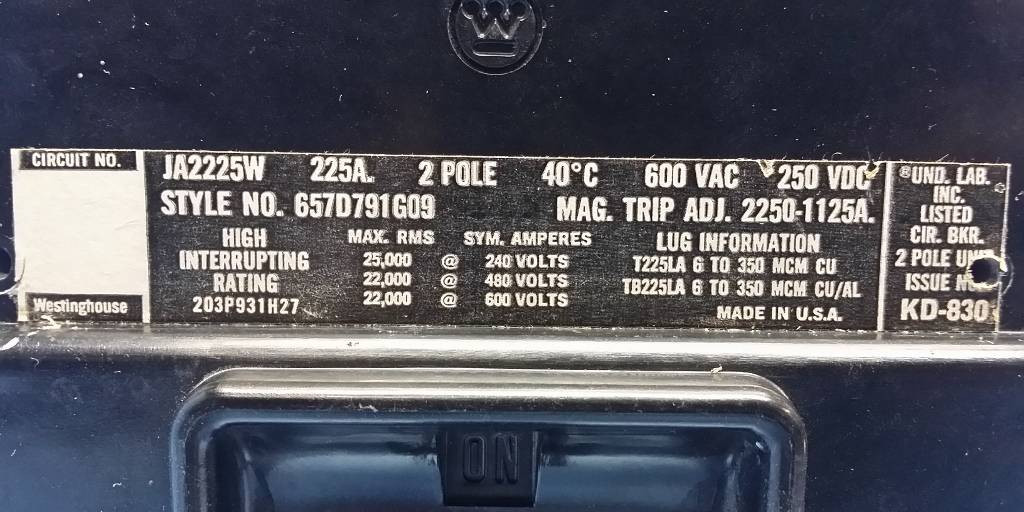 W
CIRCUIT NO.
Westinghouse
JA2225W 225A. 2 POLE 40°C 600 VAC 250 VDC
STYLE NO. 657D791G09 MAG. TRIP ADJ. 2250-1125A.
HIGH
INTERRUPTING
RATING
203P931H27
MAX. RMS SYM. AMPERES
25,000 @ 240 VOLTS
22,000 @ 480 VOLTS
22,000 @ 600 VOLTS
LUG INFORMATION
T225LA 6 TO 350 MCM CU
TB225LA 6 TO 350 MCM CU/AL
MADE IN U.S.A.
®UND. LAB.
INC.
LISTED
CIR. BKR.
2 POLE
ISSUE
KD-830
ON